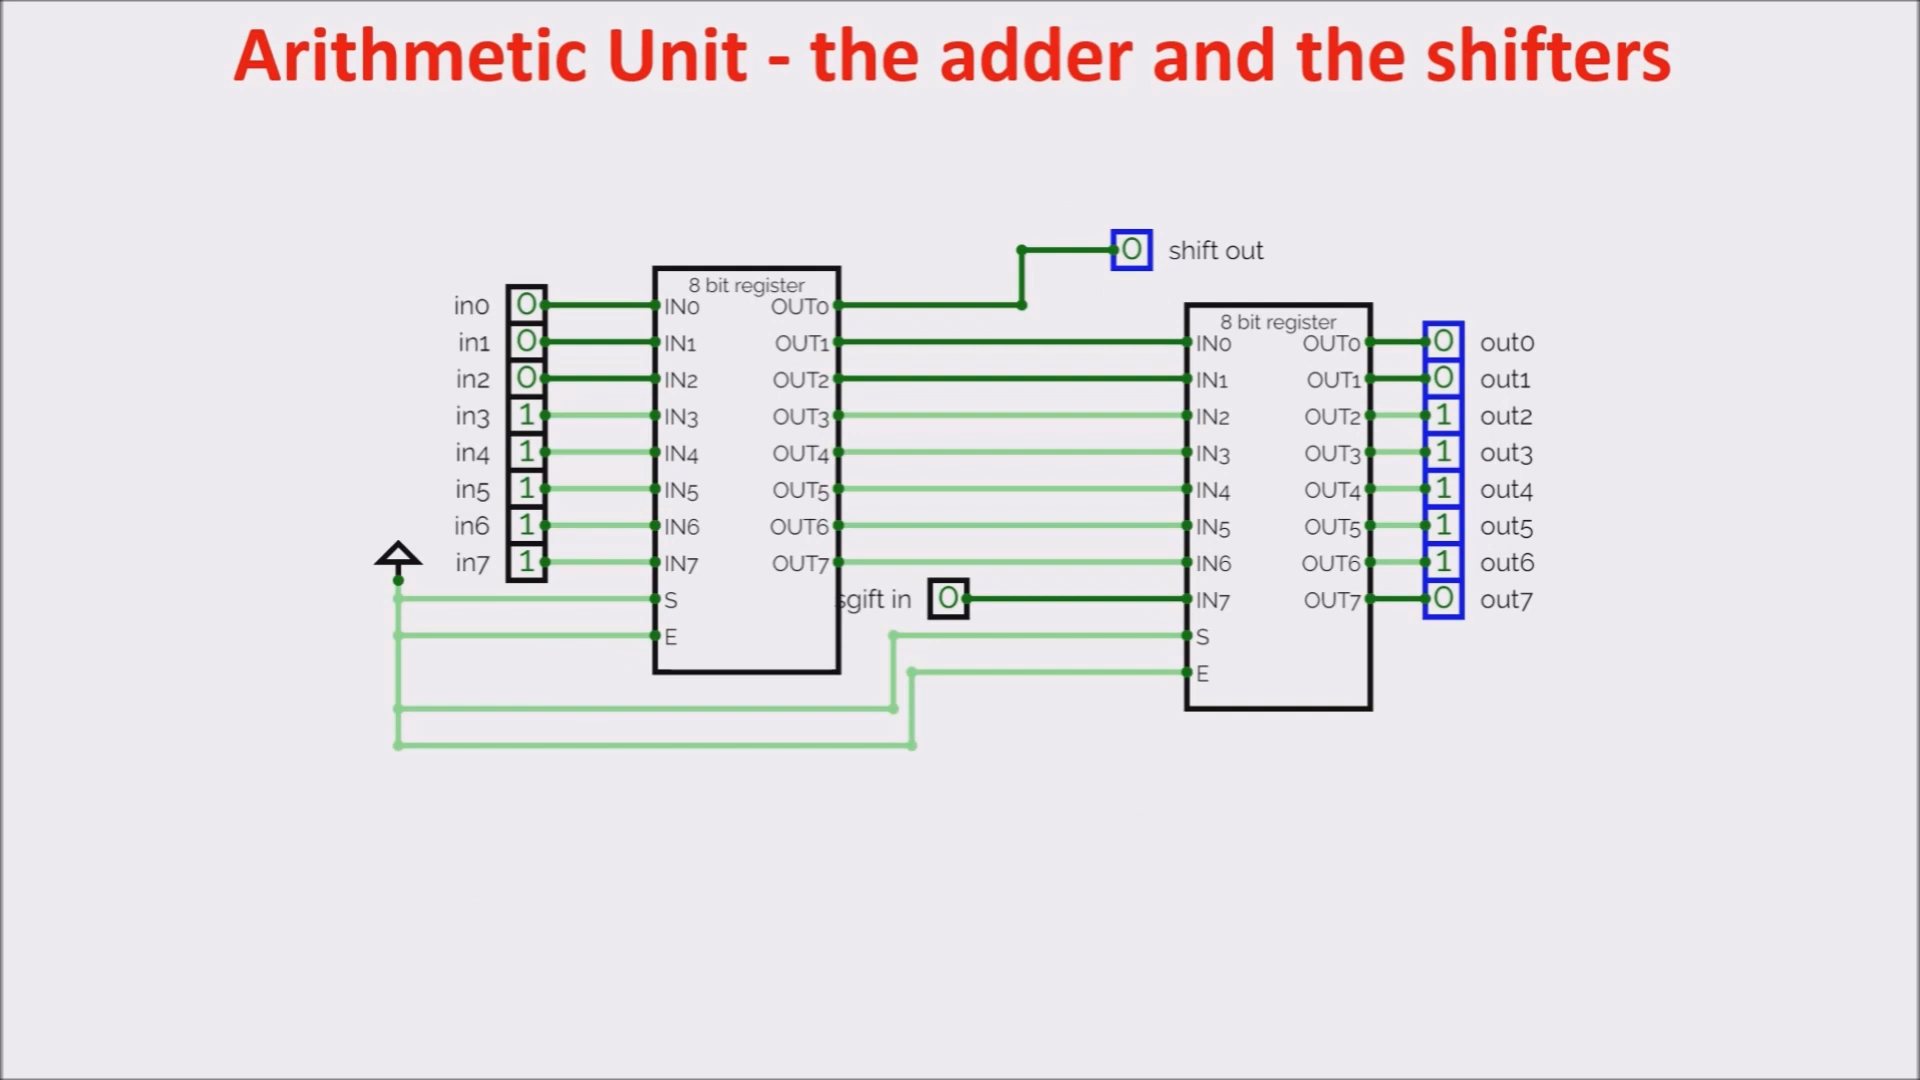 Arithmetic Unit - the adder and the shifters
0 shift out
8 bit register
in0 0 IN0 OUT0
8 bit register
in1 0 IN1 OUT1 IN0 OUT0 0 out0
in2 0 IN2 OUT2 IN1 OUT1 0 out1
in3 1 IN3 OUT3 IN2 OUT2 1 out2
in4 1 IN4 OUT4 IN3 OUT3 1 out3
in5 1 IN5 OUT5 IN4 OUT4 1 out4
in6 1 IN6 OUT6 IN5 OUT5 1 out5
in7 1 IN7 OUT7 IN6 OUT6 1 out6
S sgift in 0 IN7 OUT7 0 out7
E S
E